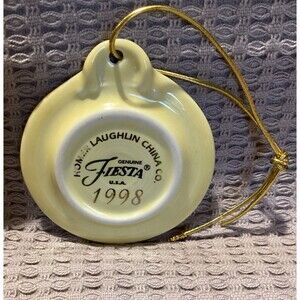 HOMER LAUGHLIN CHINA CO.
GENUINE
Fiesta®
U.S.A.
1998